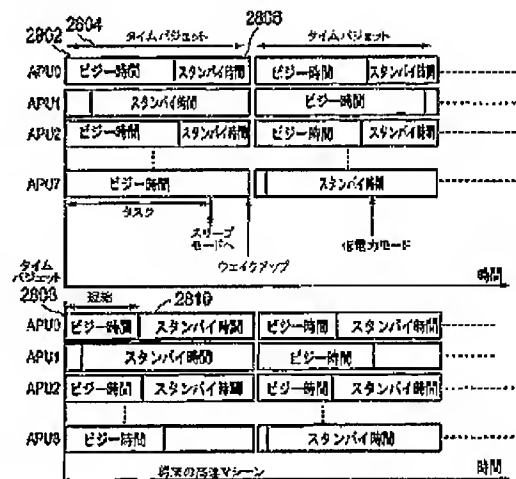 2802 2804 タイムバジェット 2806 タイムバジェット
APU0 ビジー時間 スタンバイ時間 ビジー時間 スタンバイ時間
APU1 スタンバイ時間 ビジー時間
APU2 ビジー時間 スタンバイ時間 ビジー時間 スタンバイ時間
APU7 ビジー時間 スタンバイ時間
タスク
スリープ
モードへ
低電力モード
ウェイクアップ
時間
タイム
バジェット
2808 短縮 2810
APU0 ビジー時間 スタンバイ時間 ビジー時間 スタンバイ時間
APU1 スタンバイ時間 ビジー時間
APU2 ビジー時間 スタンバイ時間 ビジー時間 スタンバイ時間
APU8 ビジー時間 スタンバイ時間
将来の高速マシーン 時間